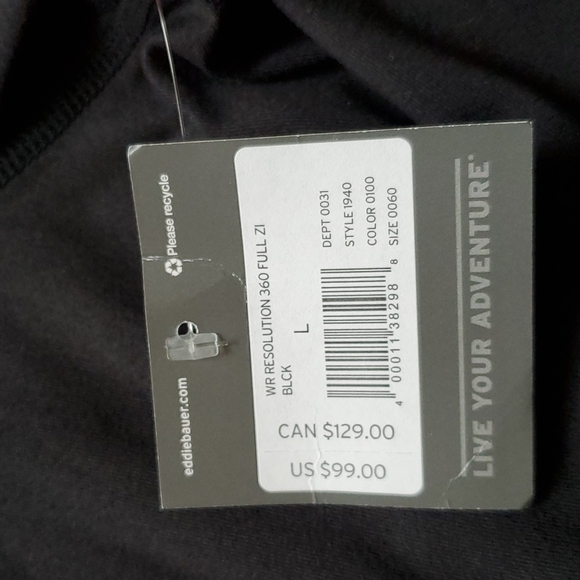 Please recycle
eddiebauer.com
WR RESOLUTION 360 FULL ZI
BLCK
L
DEPT 0031
STYLE 1940
COLOR 0100
SIZE 0060
4 00011 38298 8
CAN $129.00
US $99.00
LIVE YOUR ADVENTURE®